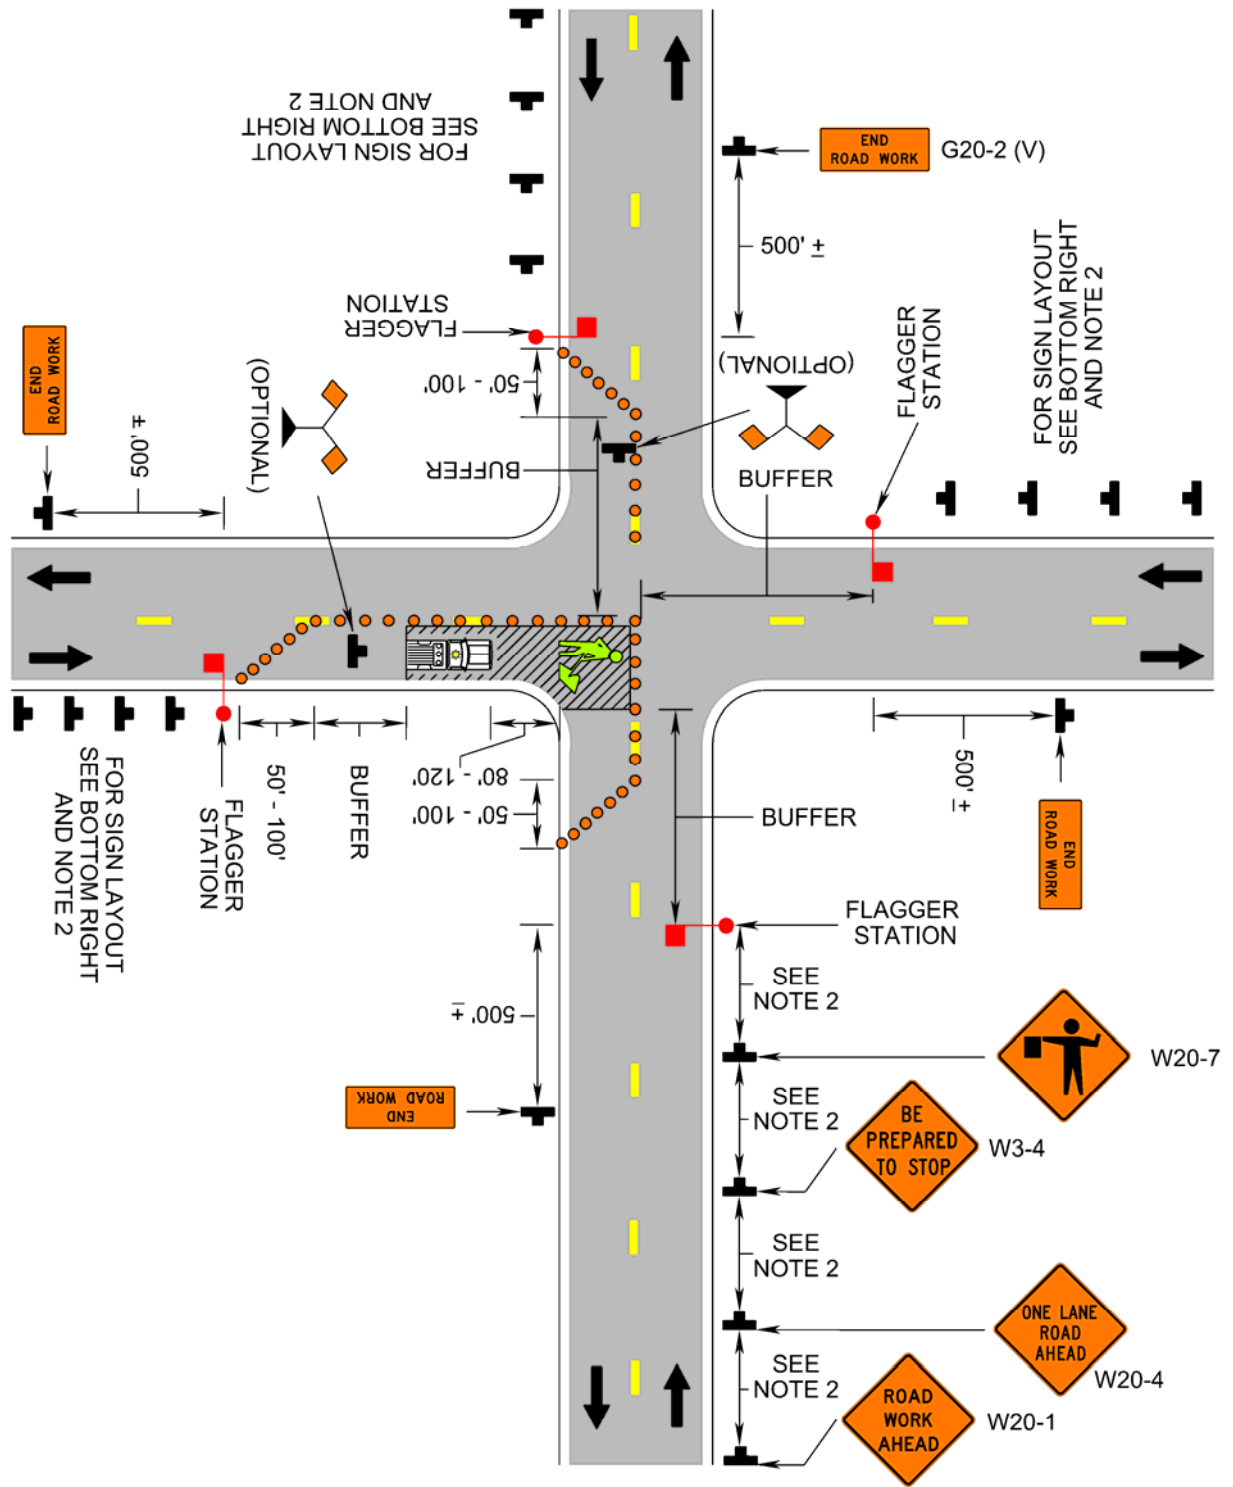 FOR SIGN LAYOUT
SEE BOTTOM RIGHT
AND NOTE 2
END
ROAD WORK
G20-2 (V)
500' ±
FOR SIGN LAYOUT
SEE BOTTOM RIGHT
AND NOTE 2
FLAGGER
STATION
FLAGGER
STATION
(OPTIONAL)
50' - 100'
BUFFER
BUFFER
END
ROAD WORK
500' ±
(OPTIONAL)
FOR SIGN LAYOUT
SEE BOTTOM RIGHT
AND NOTE 2
FLAGGER
STATION
50' - 100'
BUFFER
80' - 120'
50' - 100'
BUFFER
500' ±
END
ROAD WORK
FLAGGER
STATION
500' ±
END
ROAD WORK
SEE
NOTE 2
W20-7
SEE
NOTE 2
BE
PREPARED
TO STOP
W3-4
SEE
NOTE 2
ONE LANE
ROAD
AHEAD
W20-4
SEE
NOTE 2
ROAD
WORK
AHEAD
W20-1